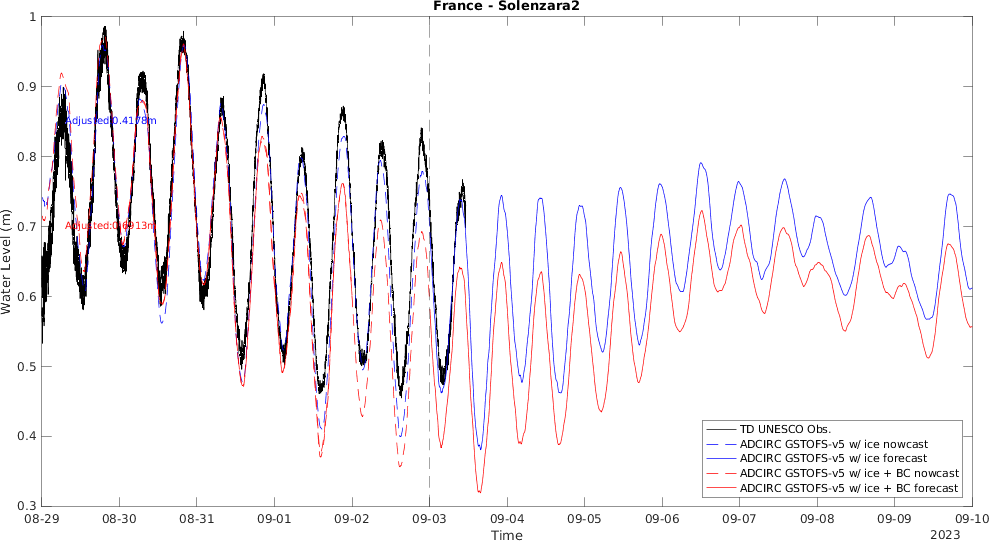 France - Solenzara2
1
0.9
0.8
0.7
0.6
0.5
0.4
0.3
Water Level (m)
Adjusted:0.4178m
Adjusted:0.6913m
TD UNESCO Obs.
ADCIRC GSTOFS-v5 w/ ice nowcast
ADCIRC GSTOFS-v5 w/ ice forecast
ADCIRC GSTOFS-v5 w/ ice + BC nowcast
ADCIRC GSTOFS-v5 w/ ice + BC forecast
08-29 08-30 08-31 09-01 09-02 09-03 09-04 09-05 09-06 09-07 09-08 09-09 09-10
Time
2023